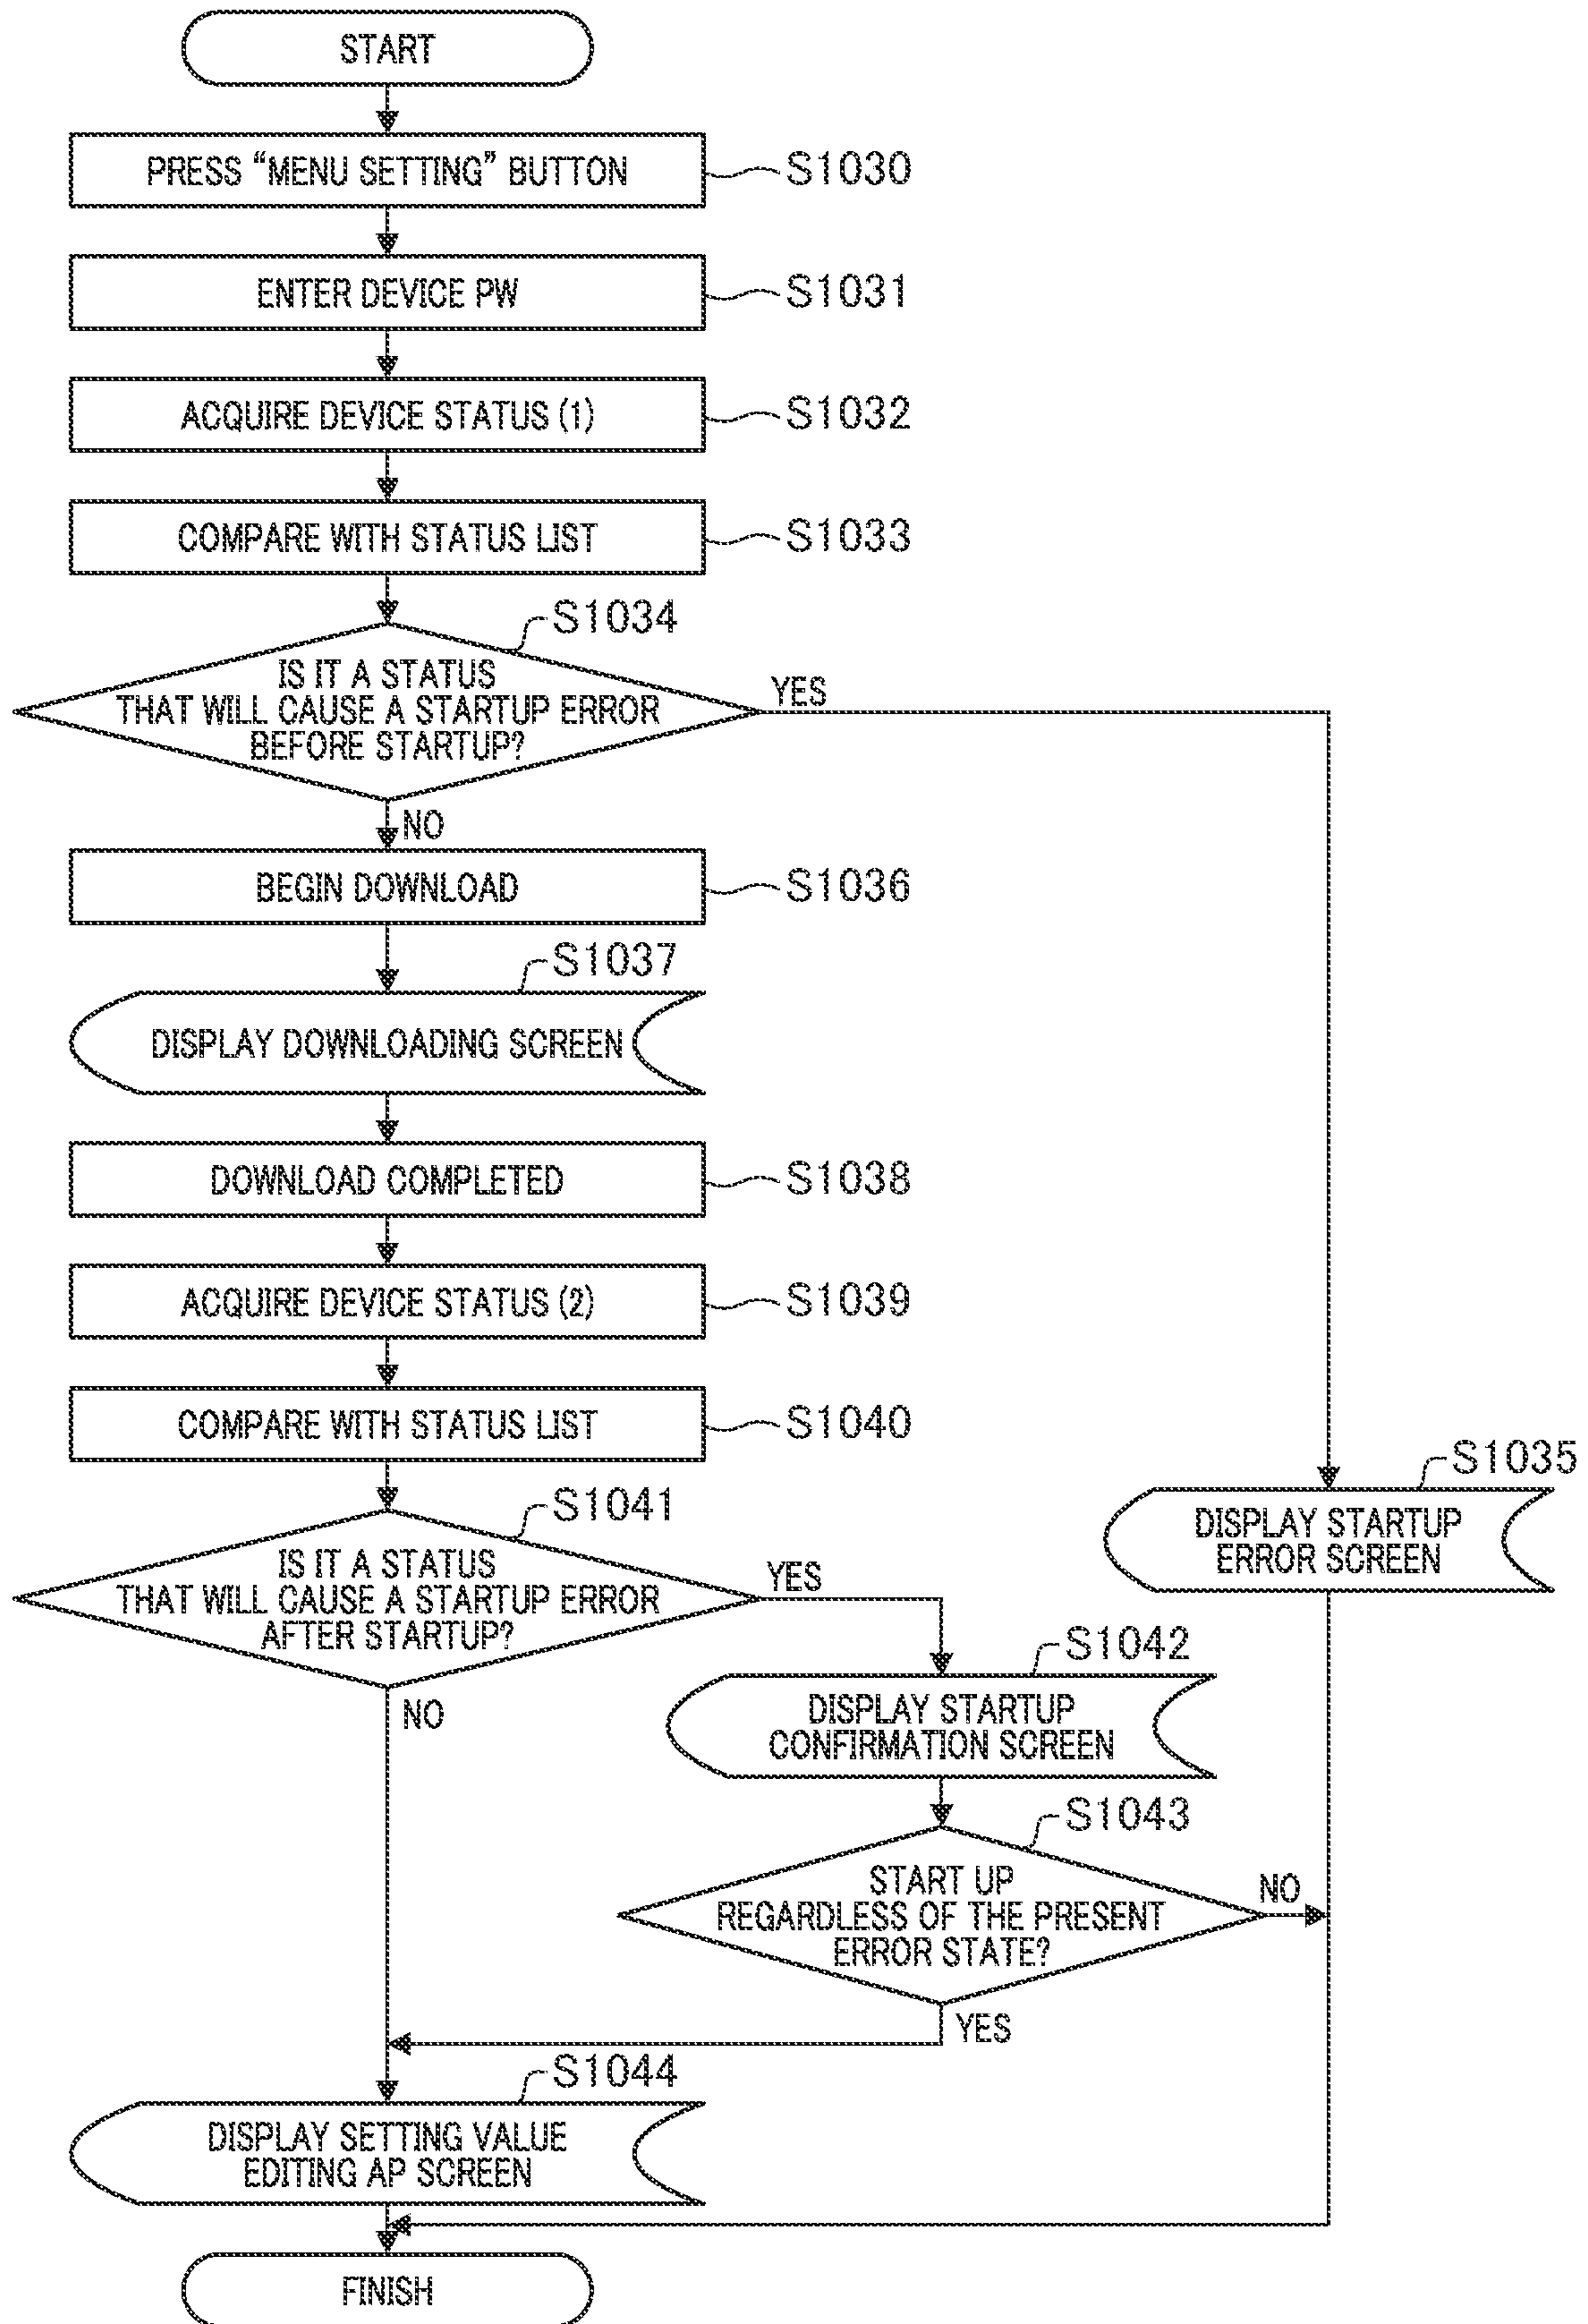 START
PRESS “MENU SETTING” BUTTON
S1030
ENTER DEVICE PW
S1031
ACQUIRE DEVICE STATUS (1)
S1032
COMPARE WITH STATUS LIST
S1033
S1034
IS IT A STATUS
THAT WILL CAUSE A STARTUP ERROR
BEFORE STARTUP?
YES
NO
BEGIN DOWNLOAD
S1036
S1037
DISPLAY DOWNLOADING SCREEN
DOWNLOAD COMPLETED
S1038
ACQUIRE DEVICE STATUS (2)
S1039
COMPARE WITH STATUS LIST
S1040
S1035
DISPLAY STARTUP
ERROR SCREEN
S1041
IS IT A STATUS
THAT WILL CAUSE A STARTUP ERROR
AFTER STARTUP?
YES
NO
S1042
DISPLAY STARTUP
CONFIRMATION SCREEN
S1043
START UP
REGARDLESS OF THE PRESENT
ERROR STATE?
NO
YES
S1044
DISPLAY SETTING VALUE
EDITING AP SCREEN
FINISH